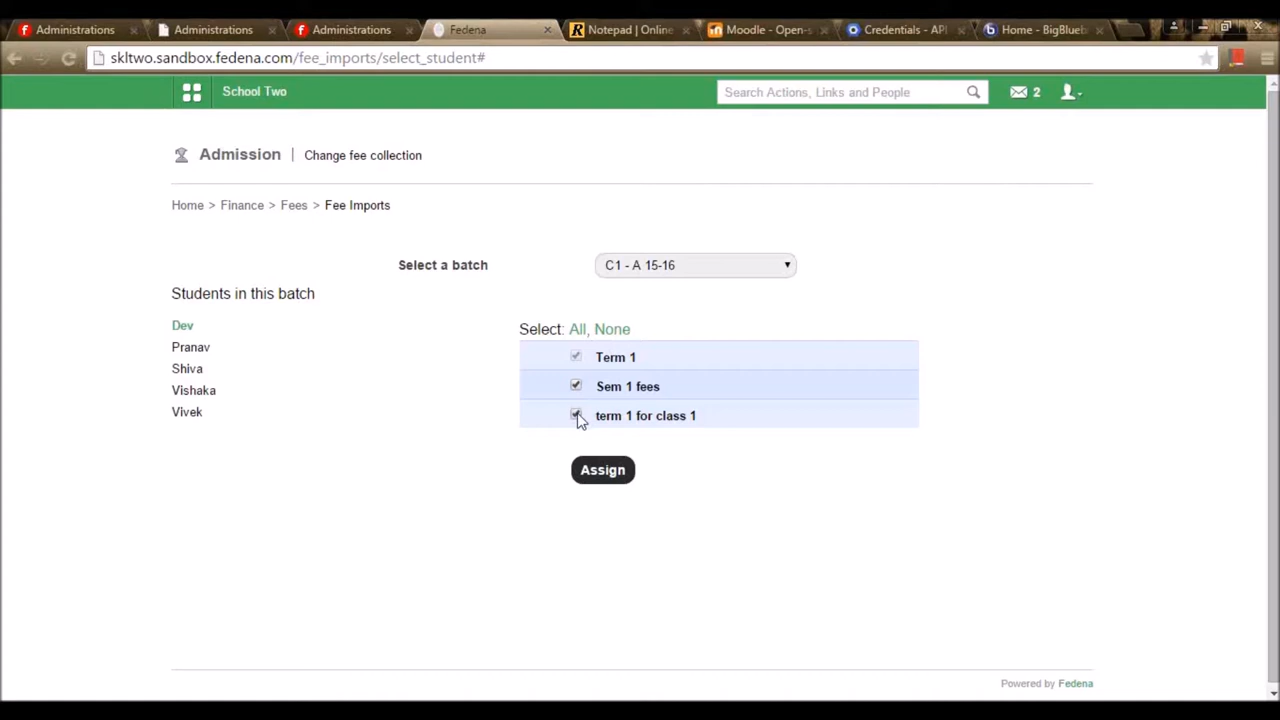 Administrations
Administrations
Administrations
Fedena
Notepad | Online
Moodle - Open-s
Credentials - API
Home - BigBlueb
skltwo.sandbox.fedena.com/fee_imports/select_student#
School Two
Search Actions, Links and People
2
Admission | Change fee collection
Home > Finance > Fees > Fee Imports
Select a batch
C1 - A 15-16
Students in this batch
Dev
Pranav
Shiva
Vishaka
Vivek
Select: All, None
Term 1
Sem 1 fees
term 1 for class 1
Assign
Powered by Fedena